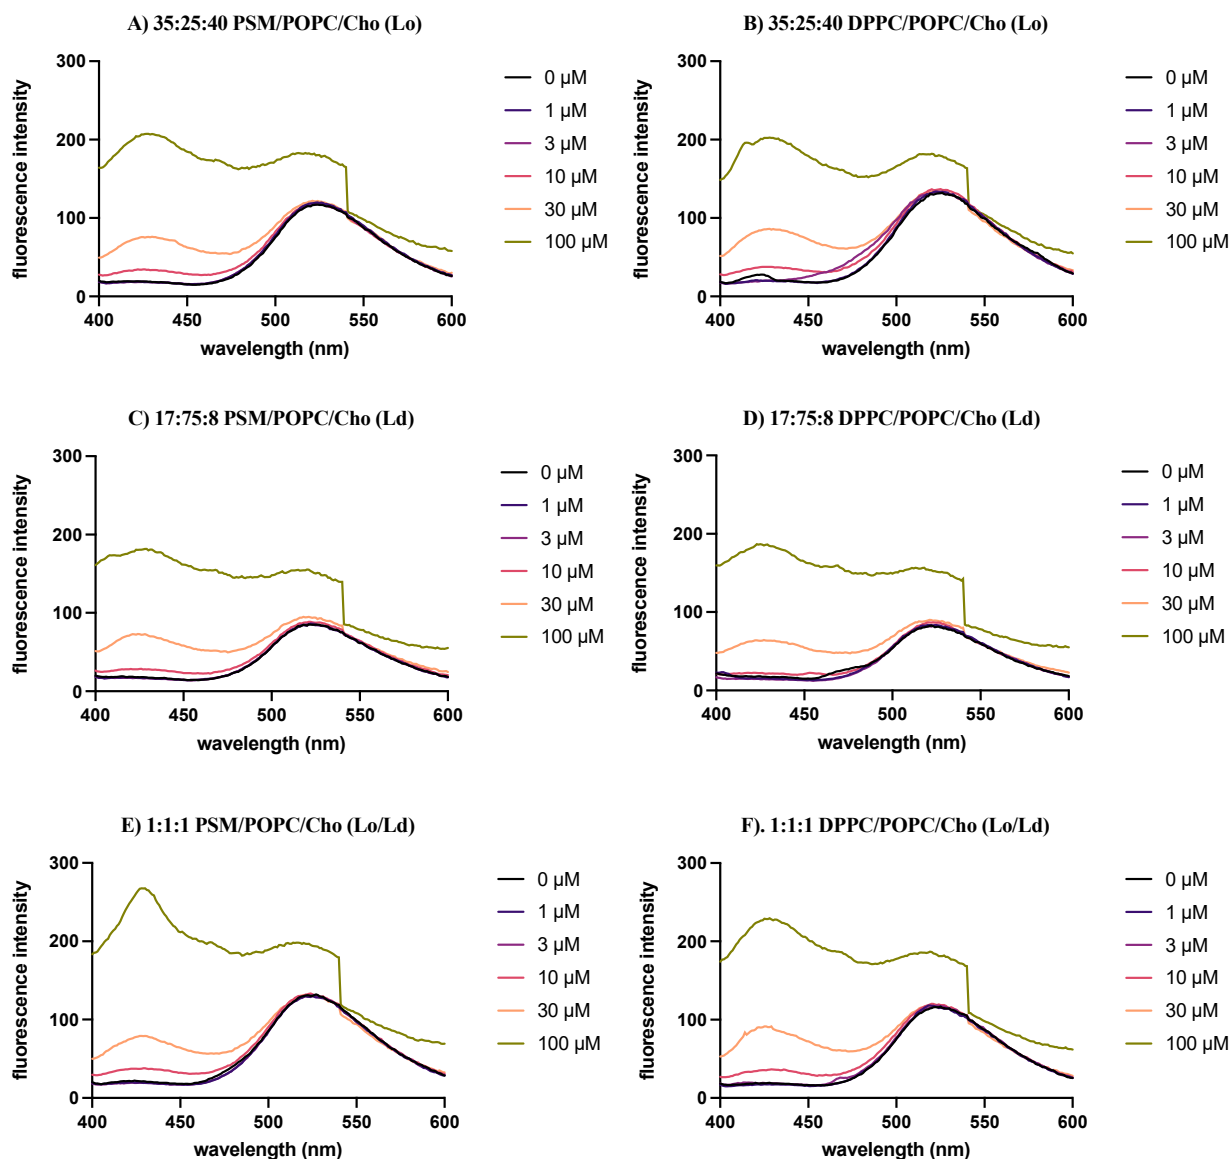 A) 35:25:40 PSM/POPC/Cho (Lo)
300
200
100
0
400 450 500 550 600
fluorescence intensity
wavelength (nm)
0 µM
1 µM
3 µM
10 µM
30 µM
100 µM
B) 35:25:40 DPPC/POPC/Cho (Lo)
300
200
100
0
400 450 500 550 600
fluorescence intensity
wavelength (nm)
0 µM
1 µM
3 µM
10 µM
30 µM
100 µM
C) 17:75:8 PSM/POPC/Cho (Ld)
300
200
100
0
400 450 500 550 600
fluorescence intensity
wavelength (nm)
0 µM
1 µM
3 µM
10 µM
30 µM
100 µM
D) 17:75:8 DPPC/POPC/Cho (Ld)
300
200
100
0
400 450 500 550 600
fluorescence intensity
wavelength (nm)
0 µM
1 µM
3 µM
10 µM
30 µM
100 µM
E) 1:1:1 PSM/POPC/Cho (Lo/Ld)
300
200
100
0
400 450 500 550 600
fluorescence intensity
wavelength (nm)
0 µM
1 µM
3 µM
10 µM
30 µM
100 µM
F). 1:1:1 DPPC/POPC/Cho (Lo/Ld)
300
200
100
0
400 450 500 550 600
fluorescence intensity
wavelength (nm)
0 µM
1 µM
3 µM
10 µM
30 µM
100 µM